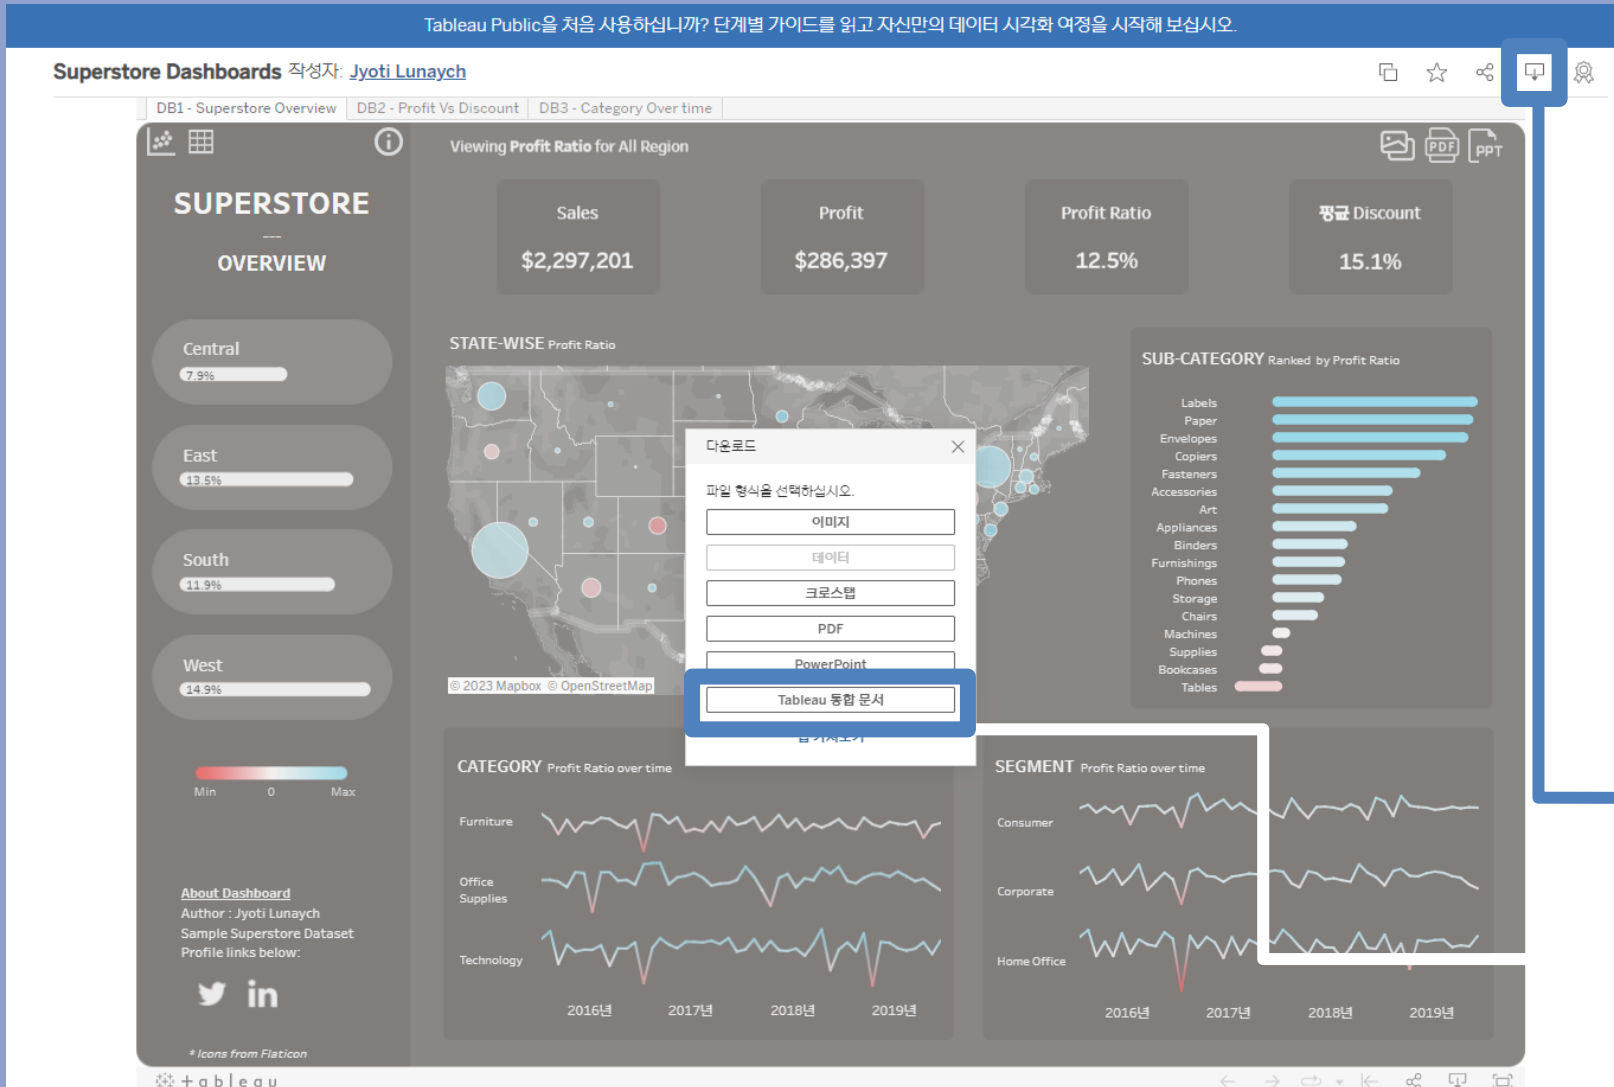 Tableau Public을 처음 사용하십니까? 단계별 가이드를 읽고 자신만의 데이터 시각화 여정을 시작해 보십시오.
Superstore Dashboards 작성자: Jyoti Lunaych
DB1 - Superstore Overview
DB2 - Profit Vs Discount
DB3 - Category Over time
Viewing Profit Ratio for All Region
PDF
PPT
SUPERSTORE
---
OVERVIEW
Sales
$2,297,201
Profit
$286,397
Profit Ratio
12.5%
평균 Discount
15.1%
Central
7.9%
East
13.5%
South
11.9%
West
14.9%
Min
0
Max
About Dashboard
Author : Jyoti Lunaych
Sample Superstore Dataset
Profile links below:
in
* Icons from Flaticon
STATE-WISE Profit Ratio
© 2023 Mapbox © OpenStreetMap
SUB-CATEGORY Ranked by Profit Ratio
Labels
Paper
Envelopes
Copiers
Fasteners
Accessories
Art
Appliances
Binders
Furnishings
Phones
Storage
Chairs
Machines
Supplies
Bookcases
Tables
다운로드
파일 형식을 선택하십시오.
이미지
데이터
크로스탭
PDF
PowerPoint
Tableau 통합 문서
CATEGORY Profit Ratio over time
Furniture
Office
Supplies
Technology
2016년
2017년
2018년
2019년
SEGMENT Profit Ratio over time
Consumer
Corporate
Home Office
2016년
2017년
2018년
2019년
+ableau